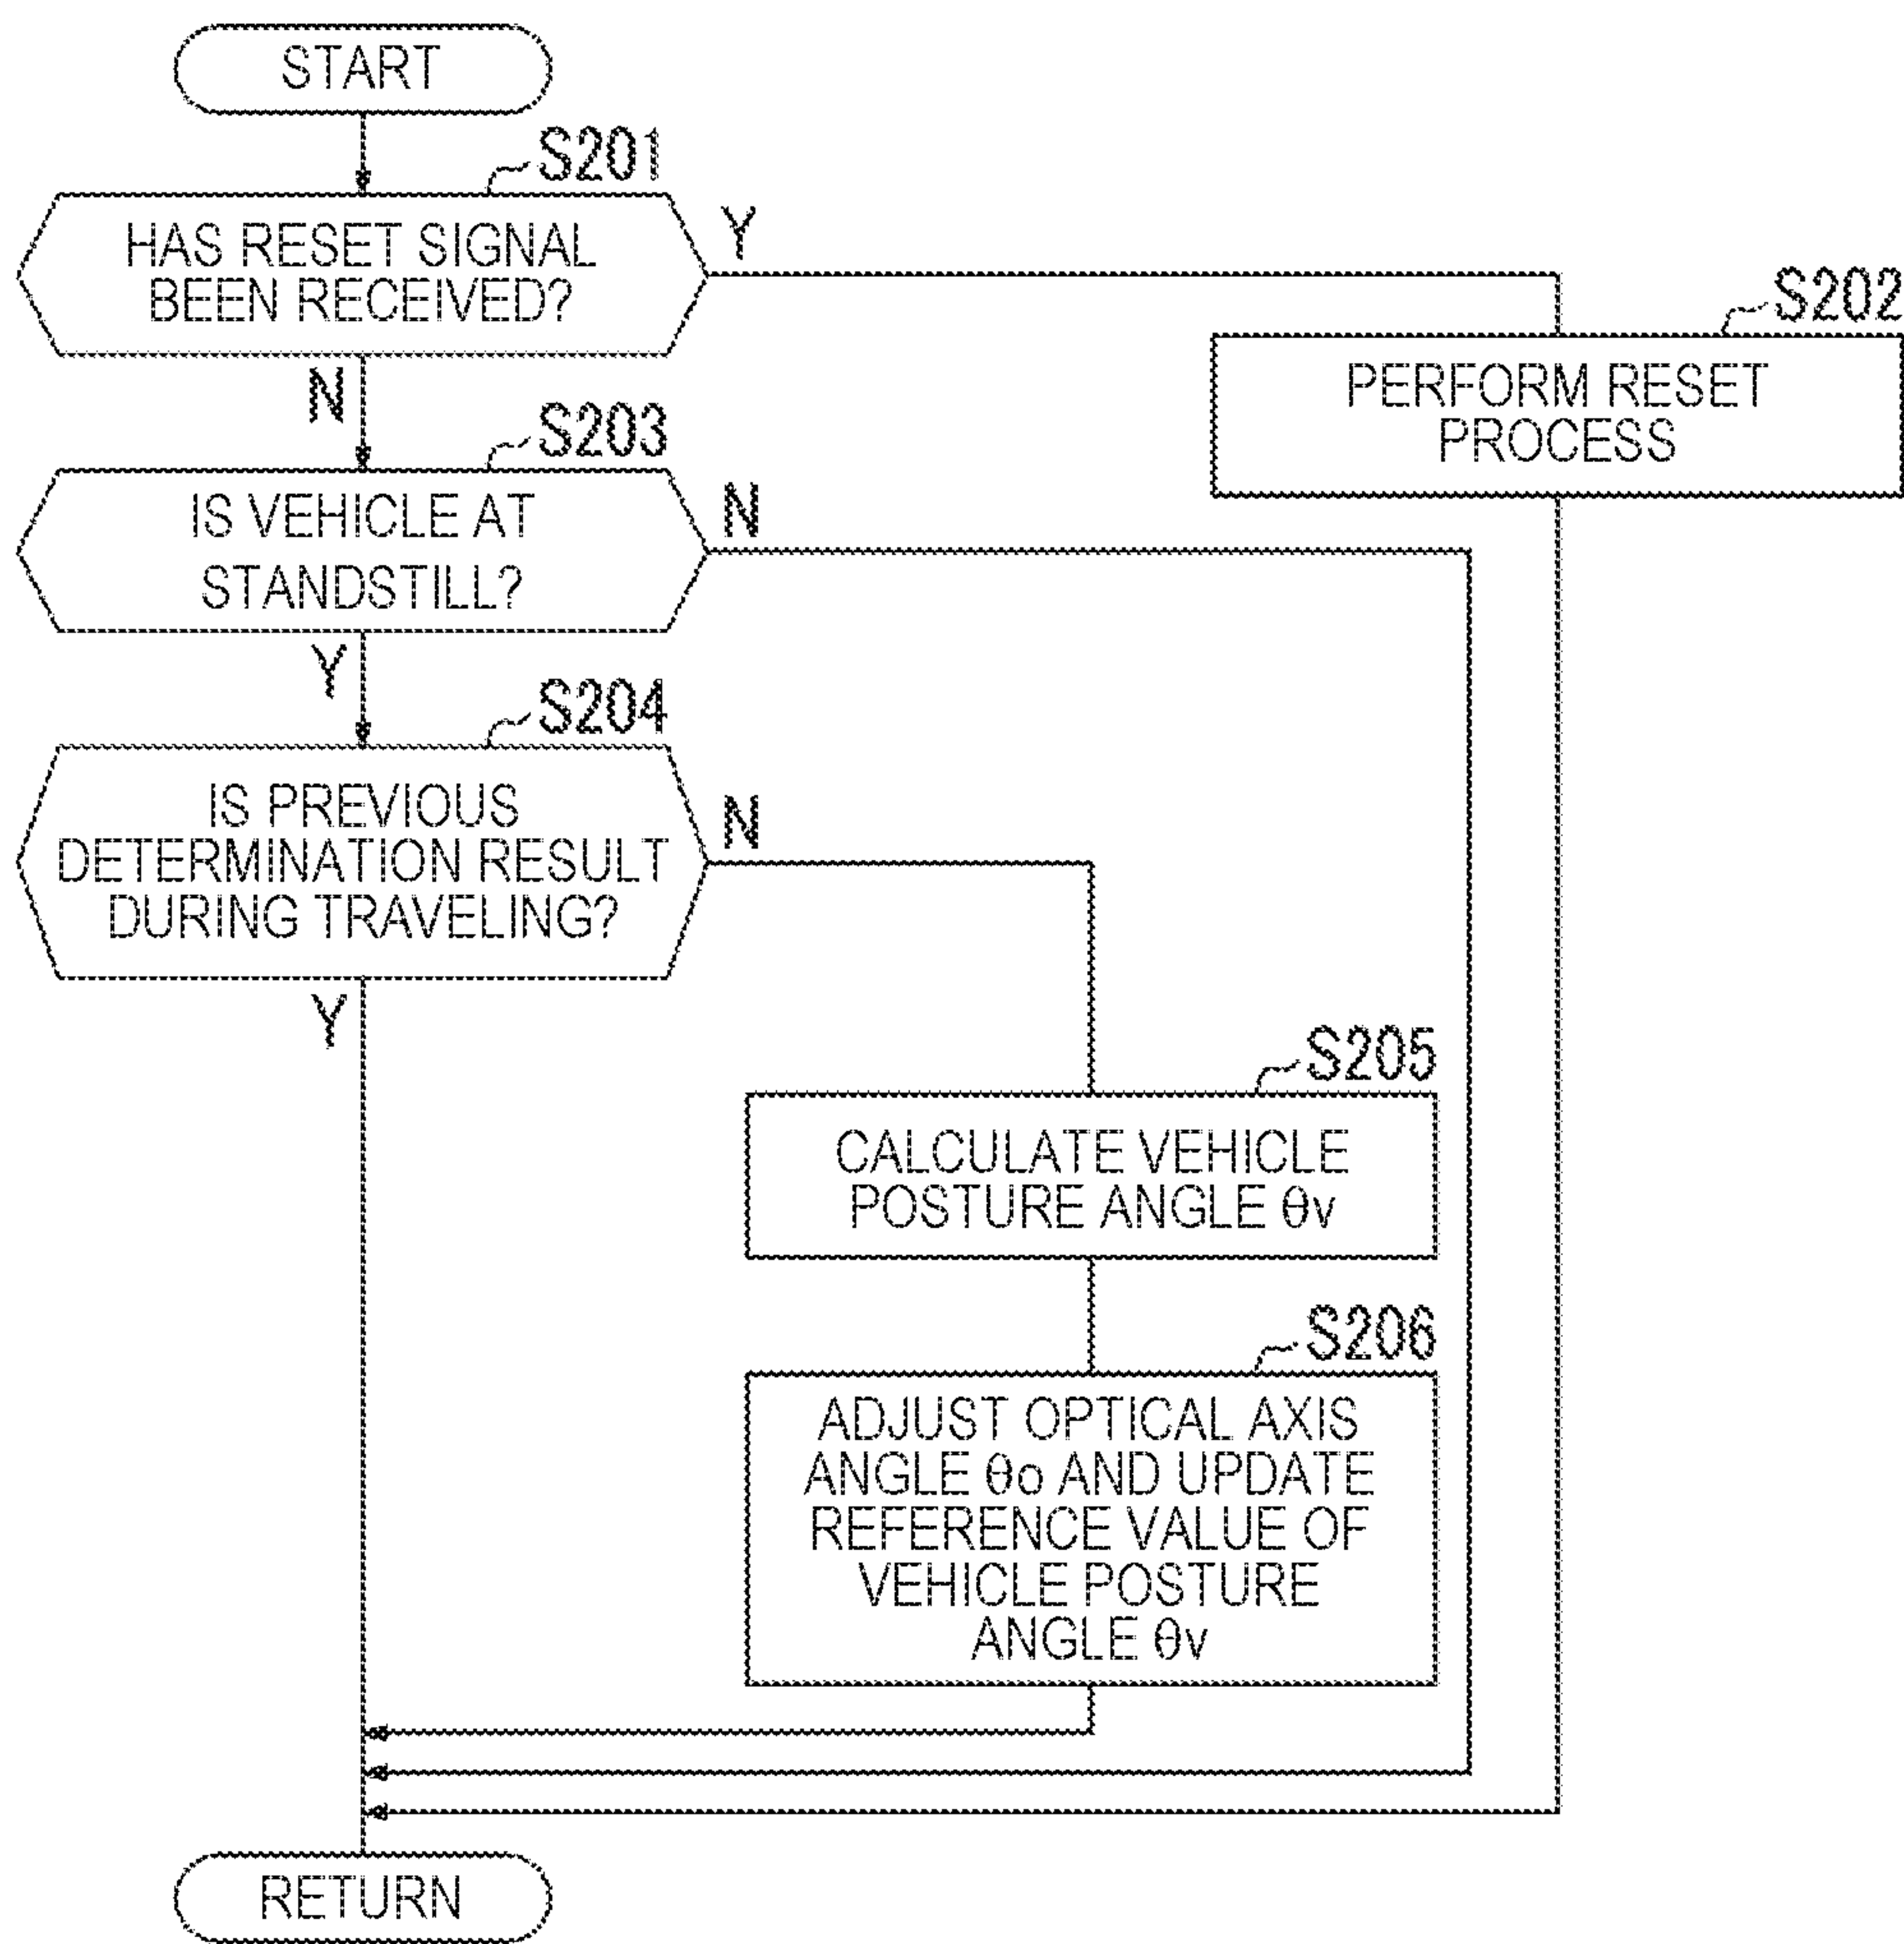 START
S201
HAS RESET SIGNAL
BEEN RECEIVED?
Y
N
S202
PERFORM RESET
PROCESS
S203
IS VEHICLE AT
STANDSTILL?
N
Y
S204
IS PREVIOUS
DETERMINATION RESULT
DURING TRAVELING?
N
Y
S205
CALCULATE VEHICLE
POSTURE ANGLE θv
S206
ADJUST OPTICAL AXIS
ANGLE θo AND UPDATE
REFERENCE VALUE OF
VEHICLE POSTURE
ANGLE θv
RETURN